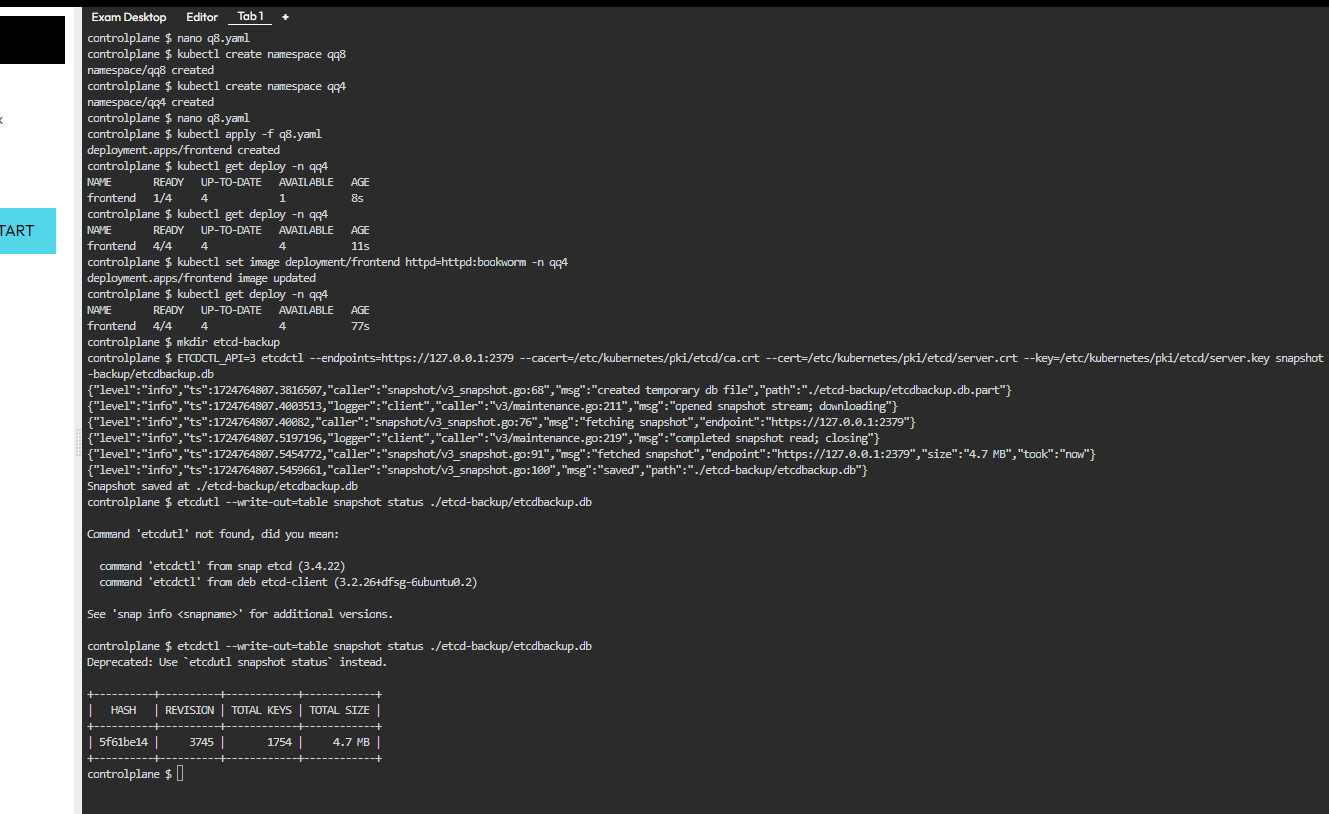 Exam Desktop Editor Tab 1 +
controlplane $ nano q8.yaml
controlplane $ kubectl create namespace qq8
namespace/qq8 created
controlplane $ kubectl create namespace qq4
namespace/qq4 created
controlplane $ nano q8.yaml
controlplane $ kubectl apply -f q8.yaml
deployment.apps/frontend created
controlplane $ kubectl get deploy -n qq4
NAME READY UP-TO-DATE AVAILABLE AGE
frontend 1/4 4 1 8s
controlplane $ kubectl get deploy -n qq4
NAME READY UP-TO-DATE AVAILABLE AGE
frontend 4/4 4 4 11s
controlplane $ kubectl set image deployment/frontend httpd=httpd:bookworm -n qq4
deployment.apps/frontend image updated
controlplane $ kubectl get deploy -n qq4
NAME READY UP-TO-DATE AVAILABLE AGE
frontend 4/4 4 4 77s
controlplane $ mkdir etcd-backup
controlplane $ ETCDCTL_API=3 etcdctl --endpoints=https://127.0.0.1:2379 --cacert=/etc/kubernetes/pki/etcd/ca.crt --cert=/etc/kubernetes/pki/etcd/server.crt --key=/etc/kubernetes/pki/etcd/server.key snapshot
-backup/etcdbackup.db
{"level":"info","ts":1724764807.3816507,"caller":"snapshot/v3_snapshot.go:68","msg":"created temporary db file","path":"./etcd-backup/etcdbackup.db.part"}
{"level":"info","ts":1724764807.4003513,"logger":"client","caller":"v3/maintenance.go:211","msg":"opened snapshot stream; downloading"}
{"level":"info","ts":1724764807.40082,"caller":"snapshot/v3_snapshot.go:76","msg":"fetching snapshot","endpoint":"https://127.0.0.1:2379"}
{"level":"info","ts":1724764807.5197196,"logger":"client","caller":"v3/maintenance.go:219","msg":"completed snapshot read; closing"}
{"level":"info","ts":1724764807.5454772,"caller":"snapshot/v3_snapshot.go:91","msg":"fetched snapshot","endpoint":"https://127.0.0.1:2379","size":"4.7 MB","took":"now"}
{"level":"info","ts":1724764807.5459661,"caller":"snapshot/v3_snapshot.go:100","msg":"saved","path":"./etcd-backup/etcdbackup.db"}
Snapshot saved at ./etcd-backup/etcdbackup.db
controlplane $ etcdutl --write-out=table snapshot status ./etcd-backup/etcdbackup.db
Command 'etcdutl' not found, did you mean:
command 'etcdctl' from snap etcd (3.4.22)
command 'etcdctl' from deb etcd-client (3.2.26+dfsg-6ubuntu0.2)
See 'snap info <snapname>' for additional versions.
controlplane $ etcdctl --write-out=table snapshot status ./etcd-backup/etcdbackup.db
Deprecated: Use `etcdutl snapshot status` instead.
+----------+----------+------------+------------+
| HASH | REVISION | TOTAL KEYS | TOTAL SIZE |
+----------+----------+------------+------------+
| 5f61be14 | 3745 | 1754 | 4.7 MB |
+----------+----------+------------+------------+
controlplane $
TART